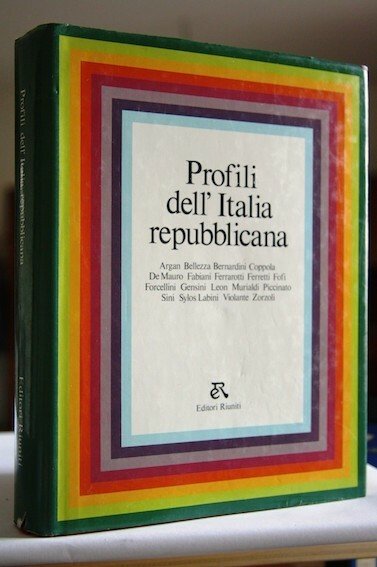 Profili dell'Italia repubblicana
Editori Riuniti
Profili
dell'Italia
repubblicana
Argan Bellezza Bernardini Coppola
De Mauro Fabiani Ferrarotti Ferretti Fofi
Forcellini Gensini Leon Murialdi Piccinato
Sini Sylos Labini Violante Zorzoli
Editori Riuniti